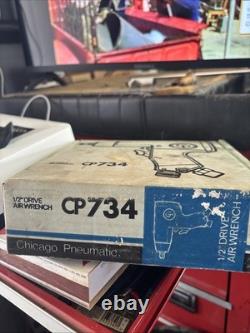 CP734
1/2" DRIVE
AIR WRENCH
CP734
1/2" DRIVE
AIR WRENCH
Chicago Pneumatic